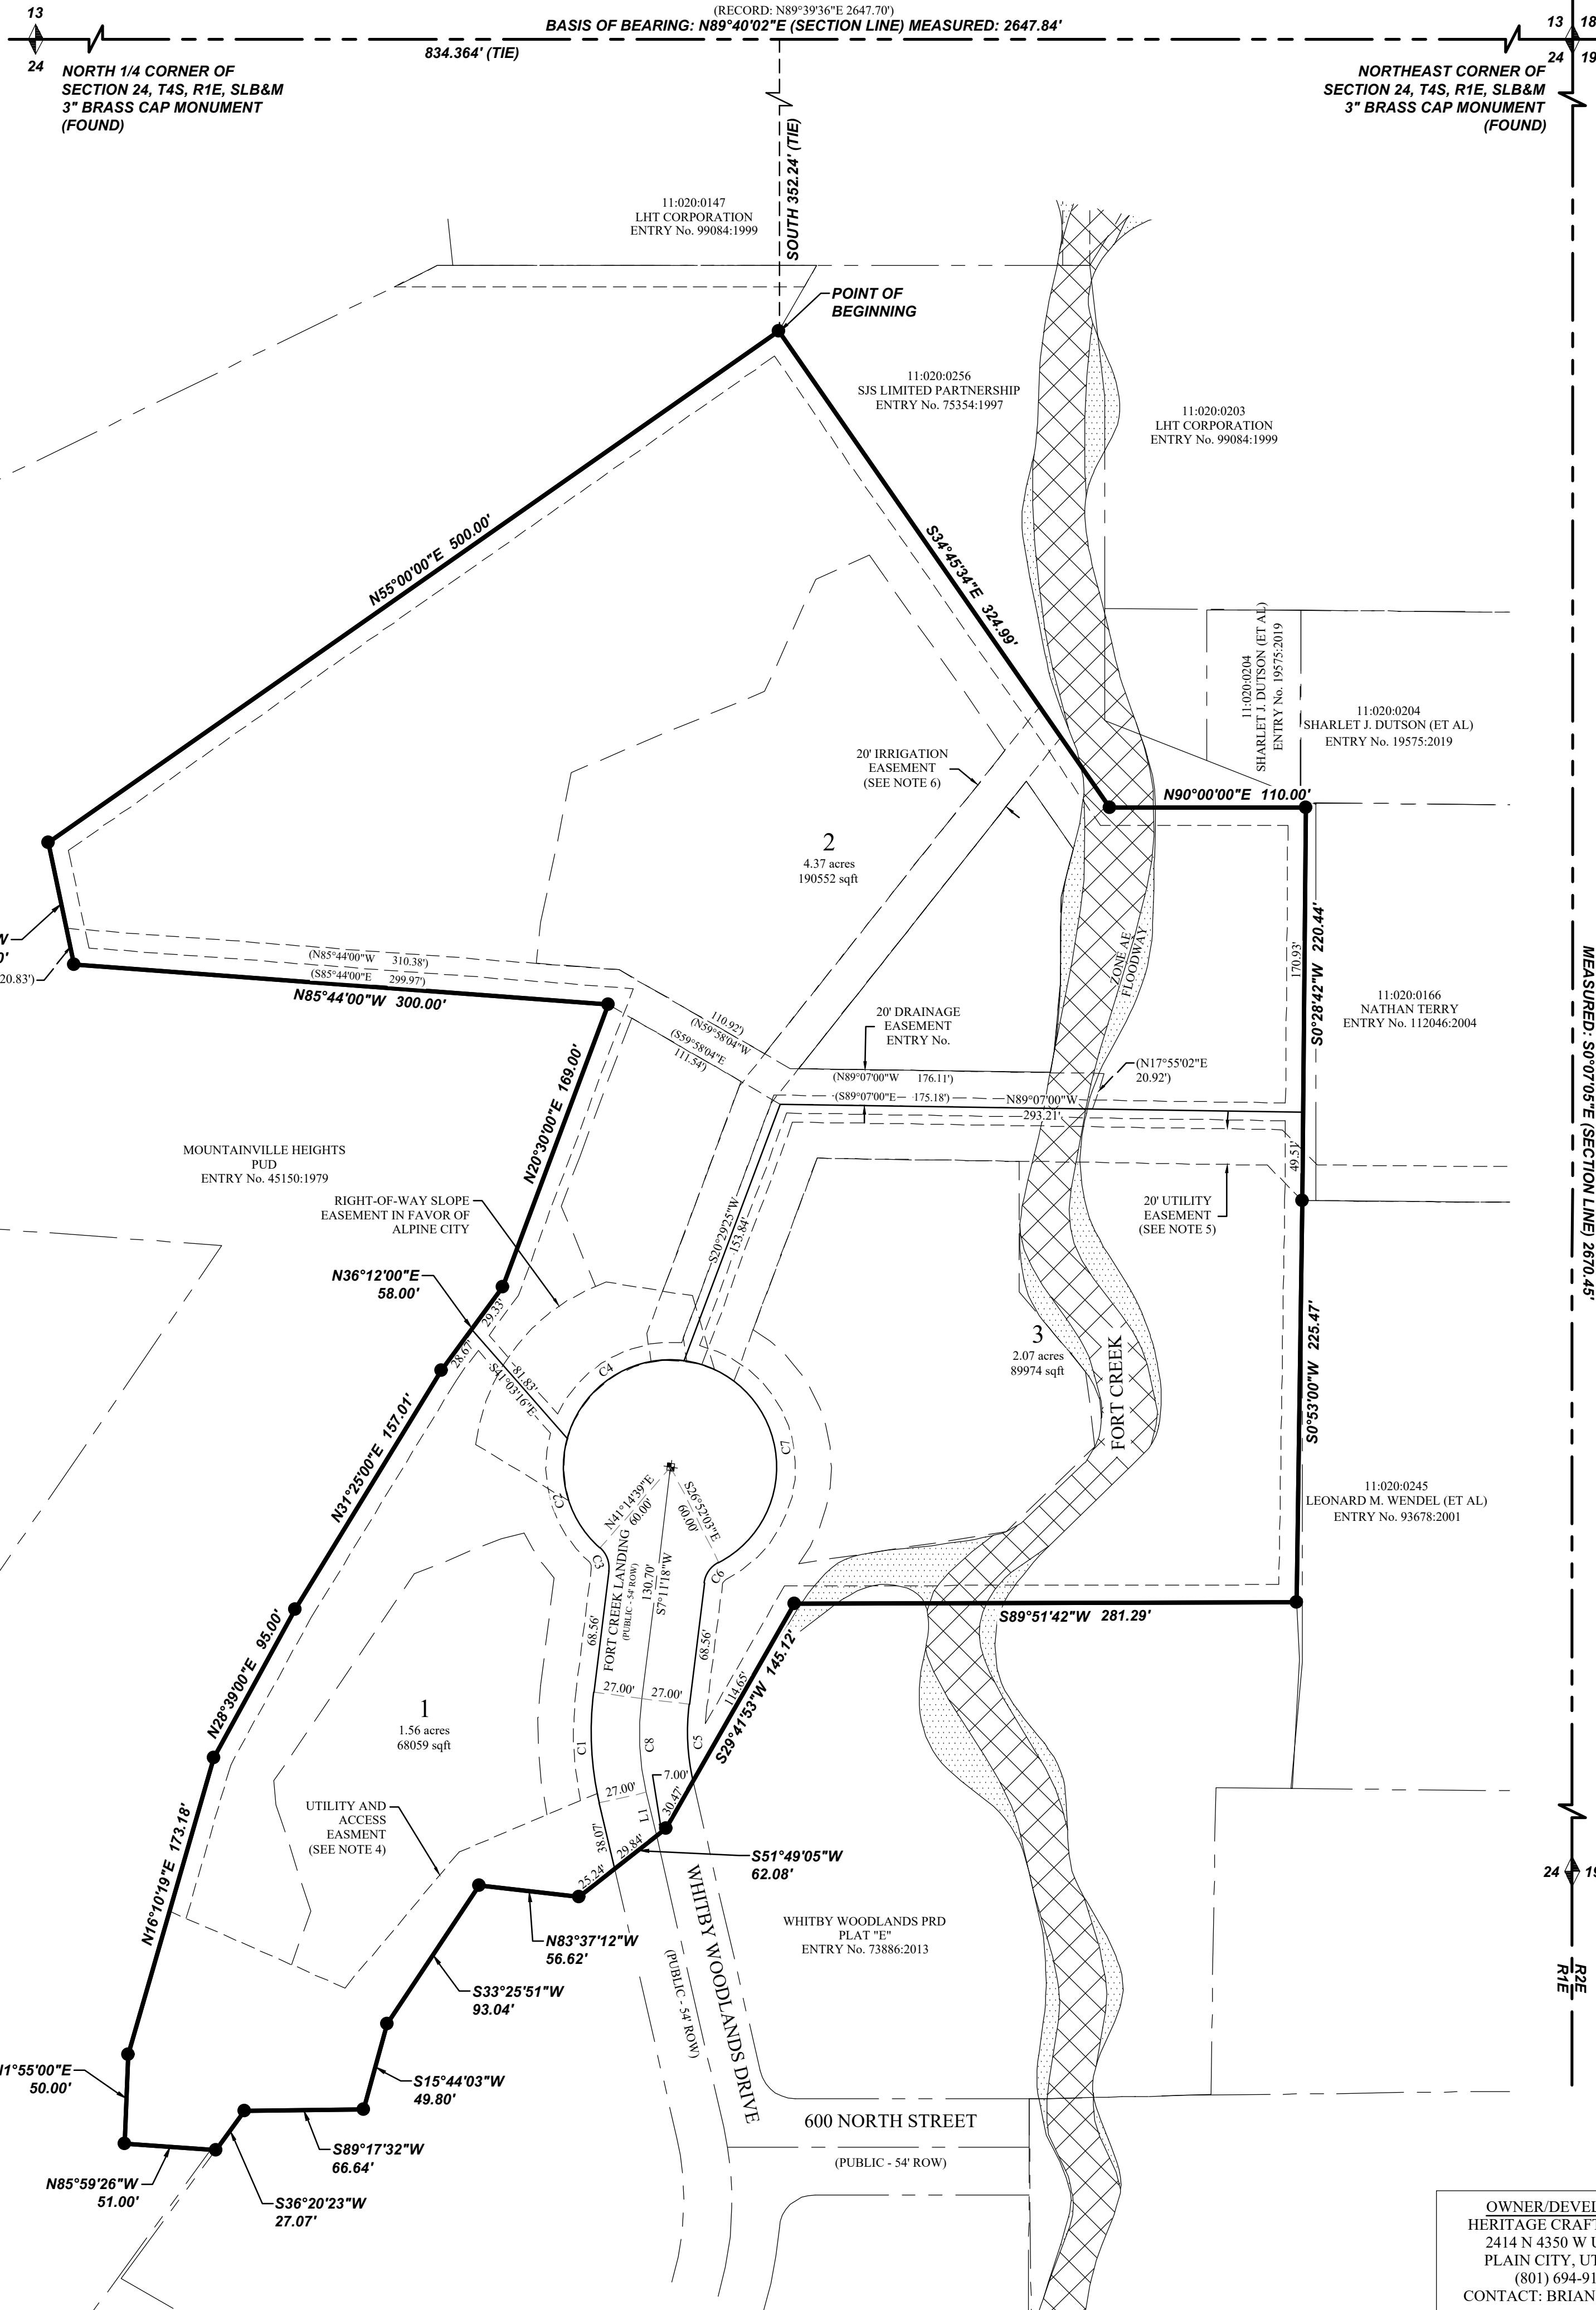 13
(RECORD: N89°39'36"E 2647.70')
BASIS OF BEARING: N89°40'02"E (SECTION LINE) MEASURED: 2647.84'
13
18
24
834.364' (TIE)
24
19
NORTH 1/4 CORNER OF
SECTION 24, T4S, R1E, SLB&M
3" BRASS CAP MONUMENT
(FOUND)
NORTHEAST CORNER OF
SECTION 24, T4S, R1E, SLB&M
3" BRASS CAP MONUMENT
(FOUND)
SOUTH 352.24' (TIE)
11:020:0147
LHT CORPORATION
ENTRY No. 99084:1999
POINT OF
BEGINNING
11:020:0256
SJS LIMITED PARTNERSHIP
ENTRY No. 75354:1997
11:020:0203
LHT CORPORATION
ENTRY No. 99084:1999
N55°00'00"E 500.00'
S34°45'34"E 324.99'
11:020:0204
SHARLET J. DUTSON (ET AL)
ENTRY No. 19575:2019
11:020:0204
SHARLET J. DUTSON (ET AL)
ENTRY No. 19575:2019
20' IRRIGATION
EASEMENT
(SEE NOTE 6)
N90°00'00"E 110.00'
2
4.37 acres
190552 sqft
W
0'
20.83')
(N85°44'00"W 310.38')
(S85°44'00"E 299.97')
N85°44'00"W 300.00'
ZONE AE
FLOODWAY
170.93'
S0°28'42"W 220.44'
MEASURED: S0°07'05"E (SECTION LINE) 2670.45'
11:020:0166
NATHAN TERRY
ENTRY No. 112046:2004
110.92')
(N59°58'04"W
(S59°58'04"E
111.54')
20' DRAINAGE
EASEMENT
ENTRY No.
(N17°55'02"E
20.92')
(N89°07'00"W 176.11')
(S89°07'00"E 175.18')
N89°07'00"W
293.21'
49.51'
N20°30'00"E 169.00'
MOUNTAINVILLE HEIGHTS
PUD
ENTRY No. 45150:1979
RIGHT-OF-WAY SLOPE
EASEMENT IN FAVOR OF
ALPINE CITY
S20°29'25"W
153.84'
20' UTILITY
EASEMENT
(SEE NOTE 5)
N36°12'00"E
58.00'
29.33'
28.67'
81.83'
S41°03'16"E
C4
3
2.07 acres
89974 sqft
FORT CREEK
S0°53'00"W 225.47'
N31°25'00"E 157.01'
C7
C2
N41°14'39"E
60.00'
S26°52'03"E
60.00'
11:020:0245
LEONARD M. WENDEL (ET AL)
ENTRY No. 93678:2001
C3
C6
FORT CREEK LANDING
(PUBLIC - 54' ROW)
130.70'
S7°11'18"W
68.56'
68.56'
S89°51'42"W 281.29'
N28°39'00"E 95.00'
27.00'
27.00'
114.65'
S29°41'53"W 145.12'
1
1.56 acres
68059 sqft
C1
C8
C5
7.00'
27.00'
L1
30.47'
UTILITY AND
ACCESS
EASMENT
(SEE NOTE 4)
38.07'
29.84'
25.24'
S51°49'05"W
62.08'
N16°10'19"E 173.18'
24
19
N83°37'12"W
56.62'
WHITBY WOODLANDS PRD
PLAT "E"
ENTRY No. 73886:2013
WHITBY WOODLANDS DRIVE
(PUBLIC - 54' ROW)
S33°25'51"W
93.04'
R2E
R1E
N1°55'00"E
50.00'
S15°44'03"W
49.80'
600 NORTH STREET
(PUBLIC - 54' ROW)
S89°17'32"W
66.64'
N85°59'26"W
51.00'
S36°20'23"W
27.07'
OWNER/DEVEL
HERITAGE CRAFT
2414 N 4350 W U
PLAIN CITY, UT
(801) 694-91
CONTACT: BRIAN